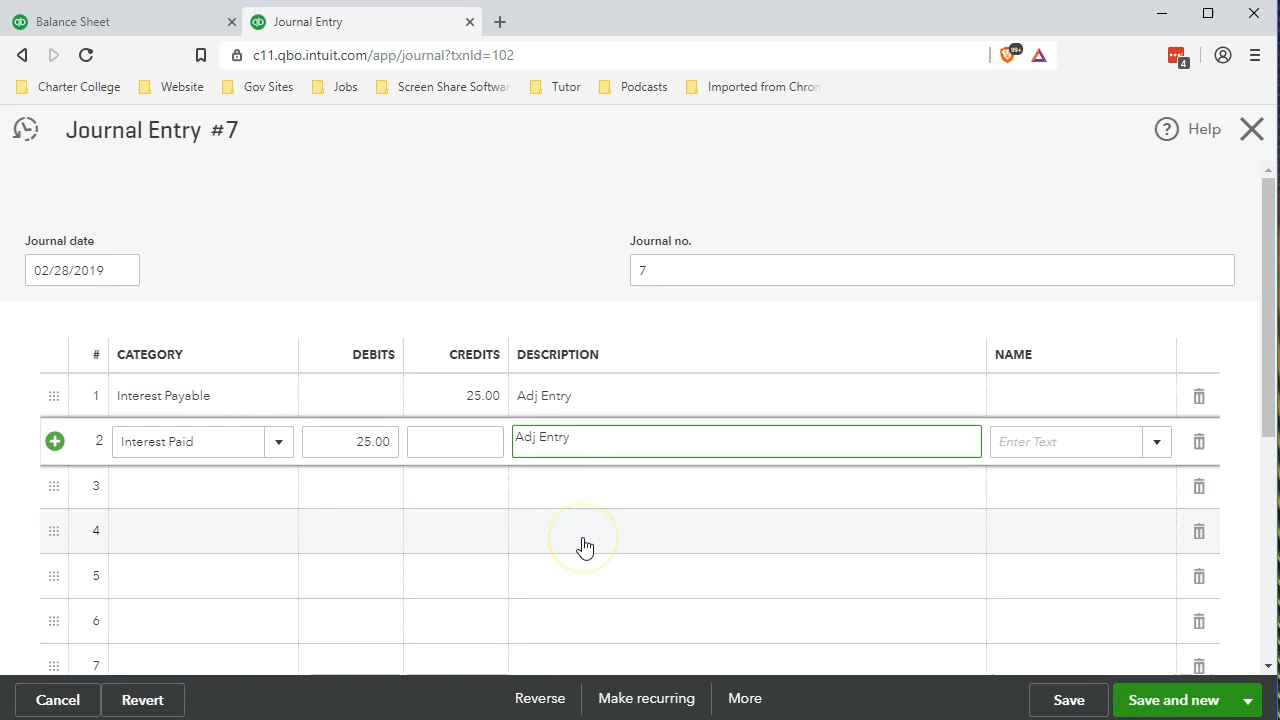 Balance Sheet
Journal Entry
c11.qbo.intuit.com/app/journal?txnId=102
99+
4
Charter College Website Gov Sites Jobs Screen Share Softwar Tutor Podcasts Imported from Chron
Journal Entry #7
Help
Journal date
Journal no.
02/28/2019
7
# CATEGORY DEBITS CREDITS DESCRIPTION NAME
1 Interest Payable 25.00 Adj Entry
2 Interest Paid 25.00 Adj Entry Enter Text
3
4
5
6
7
Cancel Revert Reverse Make recurring More Save Save and new